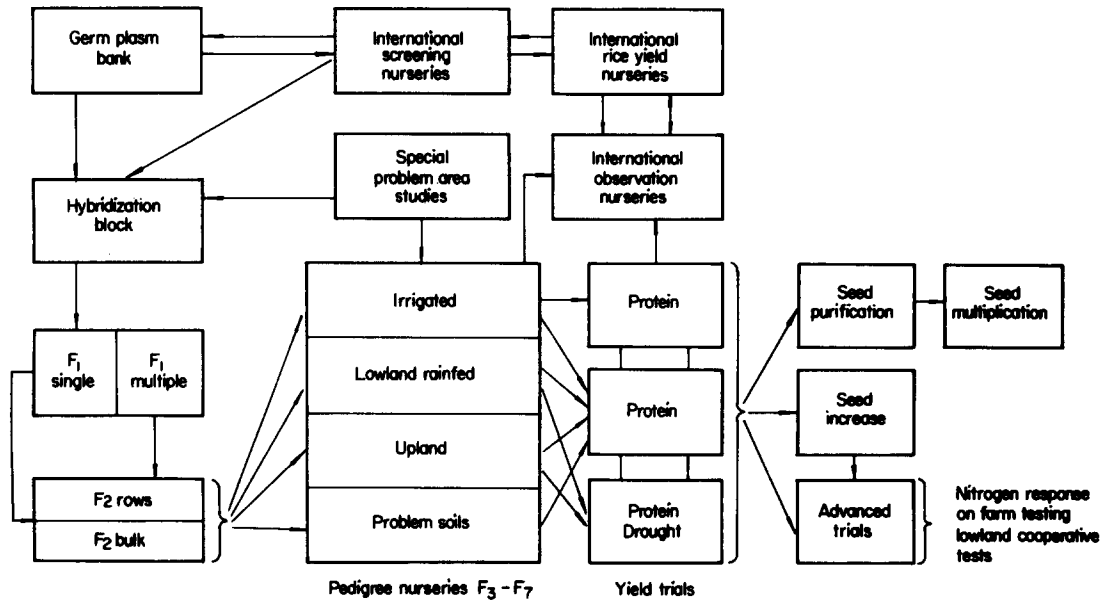 Germ plasm
bank
International
screening
nurseries
International
rice yield
nurseries
Special
problem area
studies
International
observation
nurseries
Hybridization
block
Irrigated
Protein
Seed
purification
Seed
multiplication
F1
single
F1
multiple
Lowland rainfed
Protein
Seed
increase
Upland
F2 rows
F2 bulk
Problem soils
Protein
Drought
Advanced
trials
Nitrogen response
on farm testing
lowland cooperative
tests
Pedigree nurseries F3-F7
Yield trials